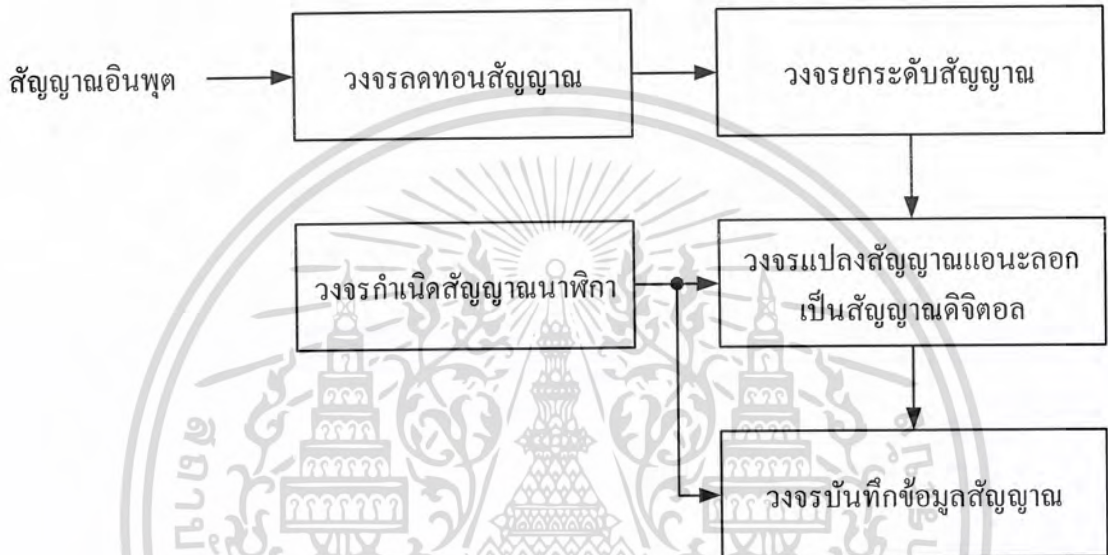 สัญญาณอินพุต
วงจรลดทอนสัญญาณ
วงจรยกระดับสัญญาณ
วงจรกำเนิดสัญญาณนาฬิกา
วงจรแปลงสัญญาณแอนะลอก
เป็นสัญญาณดิจิตอล
วงจรบันทึกข้อมูลสัญญาณ